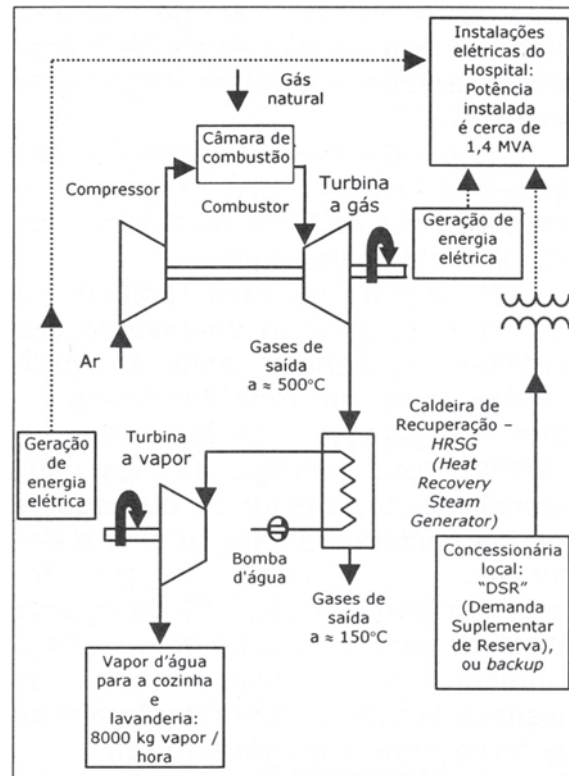 Instalações
elétricas do
Hospital:
Potência
instalada
é cerca de
1,4 MVA
Gás
natural
Câmara de
combustão
Compressor
Combustor
Turbina
a gás
Geração de
energia
elétrica
Ar
Gases de
saída
a ≈ 500°C
Caldeira de
Recuperação –
HRSG
(Heat
Recovery
Steam
Generator)
Geração
de
energia
elétrica
Turbina
a vapor
Bomba
d'água
Gases de
saída
a ≈ 150°C
Concessionária
local:
"DSR"
(Demanda
Suplementar
de Reserva),
ou backup
Vapor d'água
para a cozinha
e
lavanderia:
8000 kg vapor /
hora